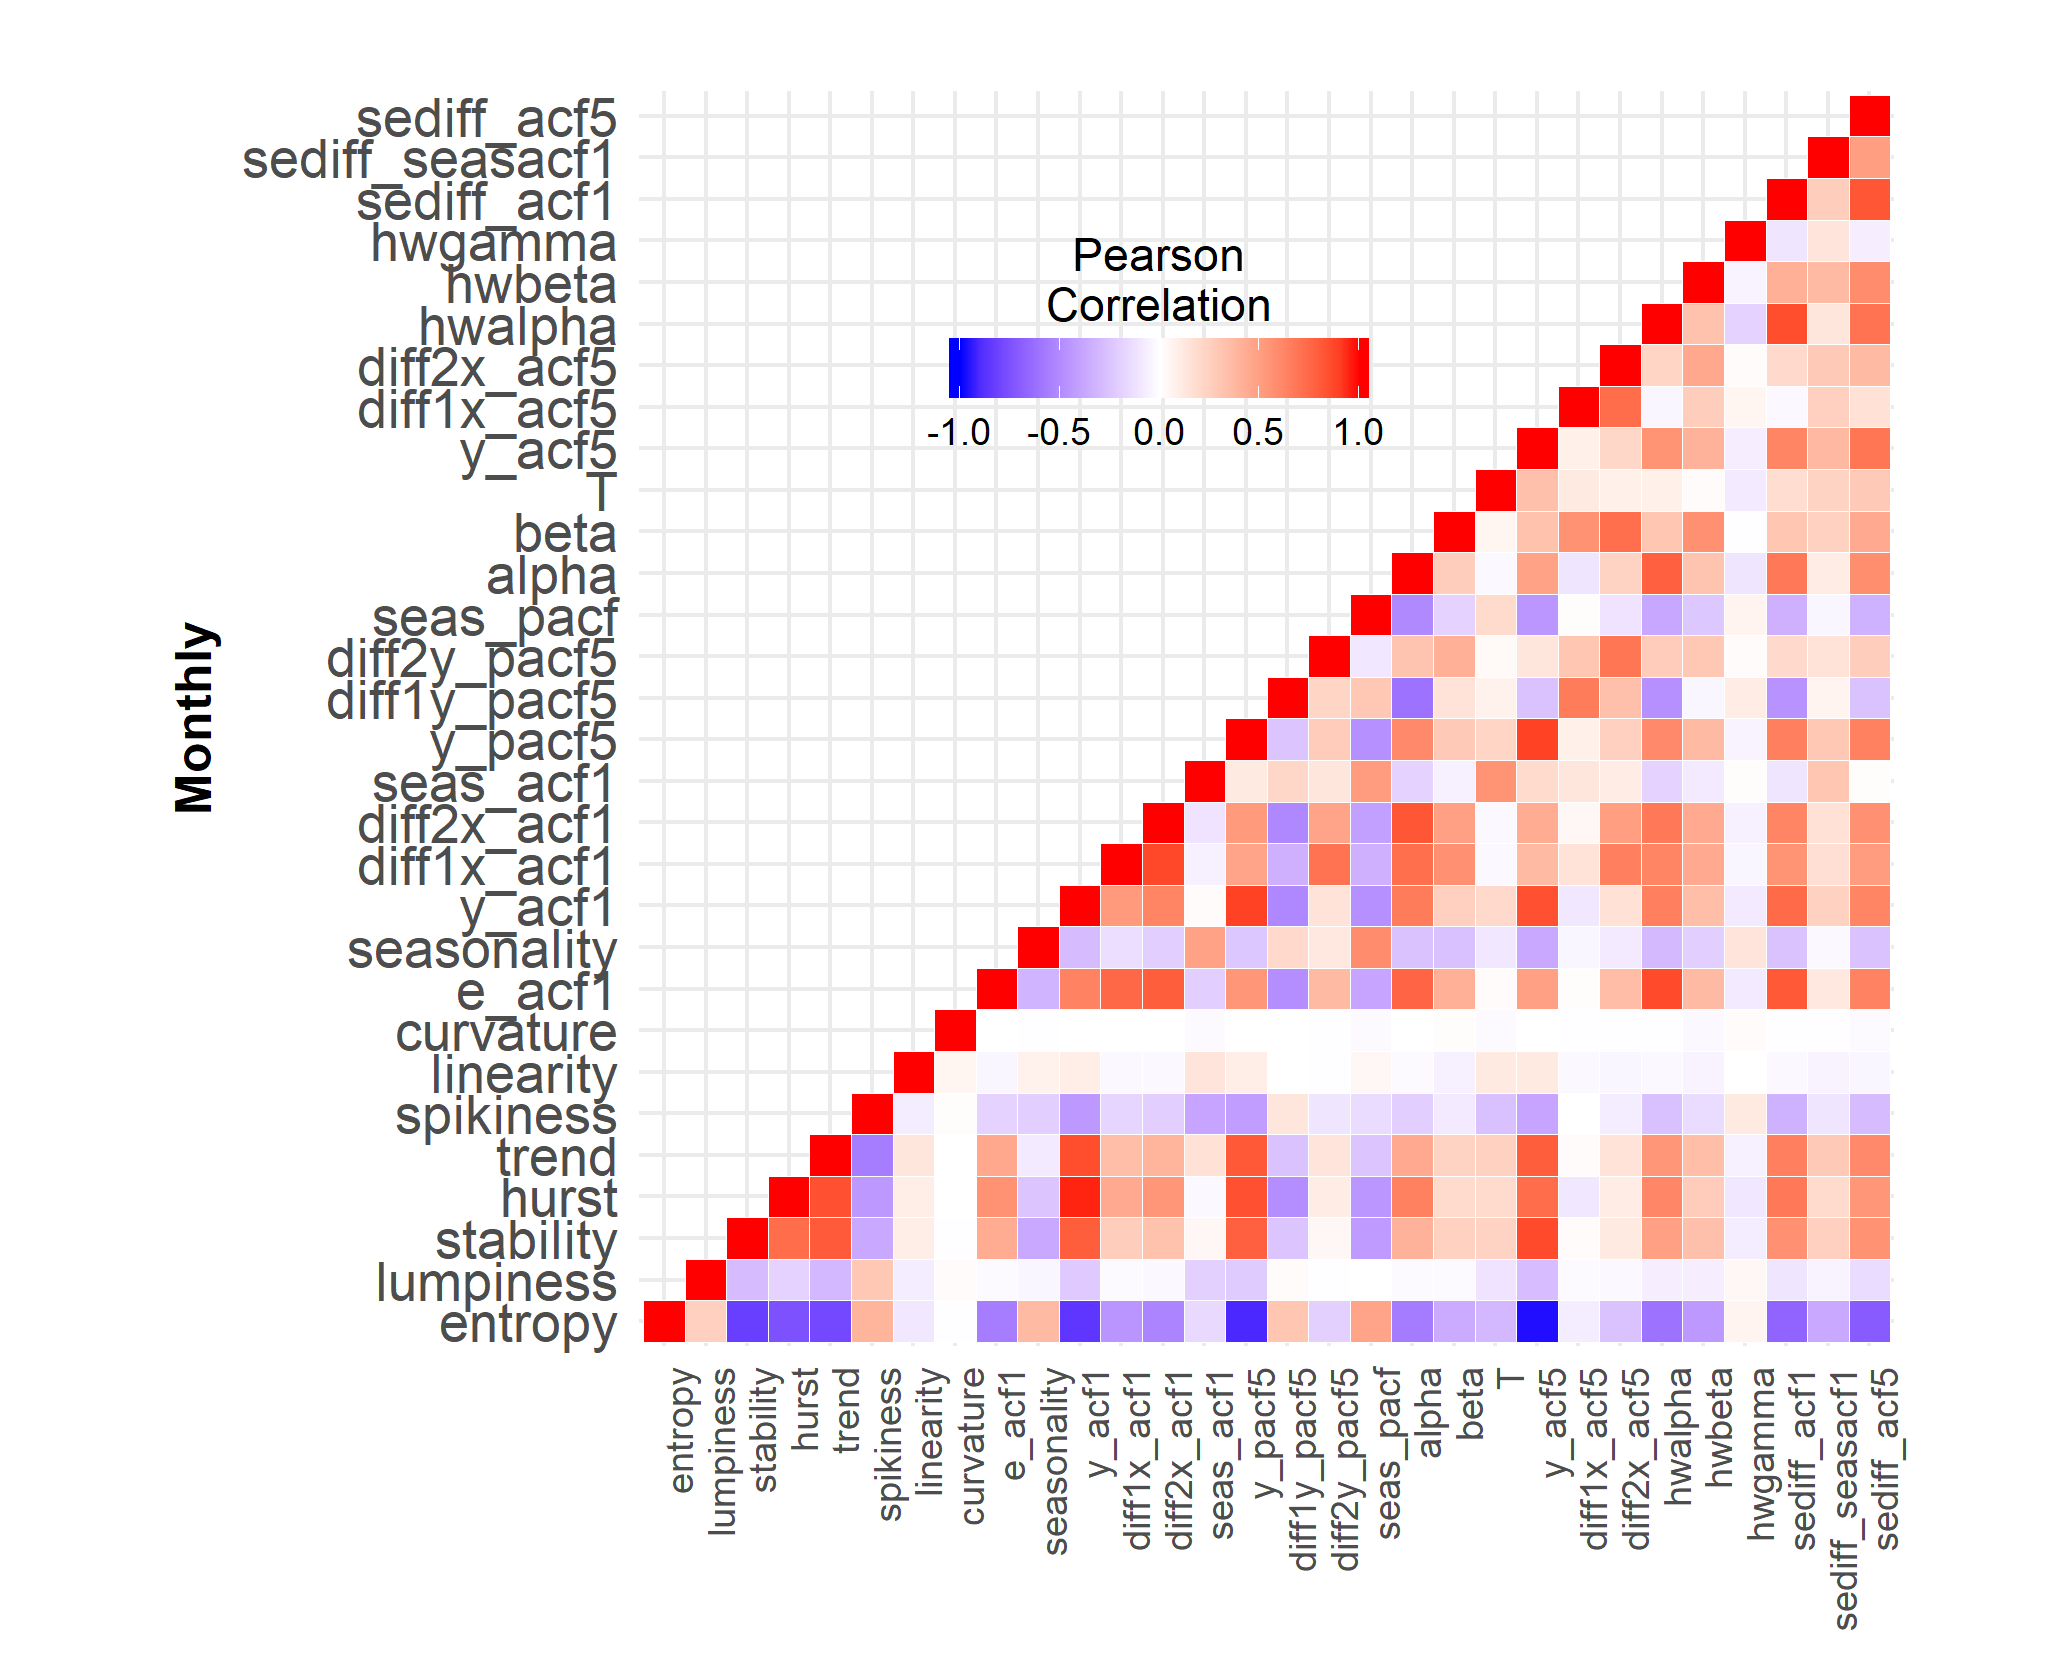 sediff_acf5
sediff_seasacf1
sediff_acf1
hwgamma
hwbeta
hwalpha
diff2x_acf5
diff1x_acf5
y_acf5
T
beta
alpha
seas_pacf
diff2y_pacf5
diff1y_pacf5
y_pacf5
seas_acf1
diff2x_acf1
diff1x_acf1
y_acf1
seasonality
e_acf1
curvature
linearity
spikiness
trend
hurst
stability
lumpiness
entropy
Monthly
Pearson
Correlation
-1.0 -0.5 0.0 0.5 1.0
entropy
lumpiness
stability
hurst
trend
spikiness
linearity
curvature
e_acf1
seasonality
y_acf1
diff1x_acf1
diff2x_acf1
seas_acf1
y_pacf5
diff1y_pacf5
diff2y_pacf5
seas_pacf
alpha
beta
T
y_acf5
diff1x_acf5
diff2x_acf5
hwalpha
hwbeta
hwgamma
sediff_acf1
sediff_seasacf1
sediff_acf5